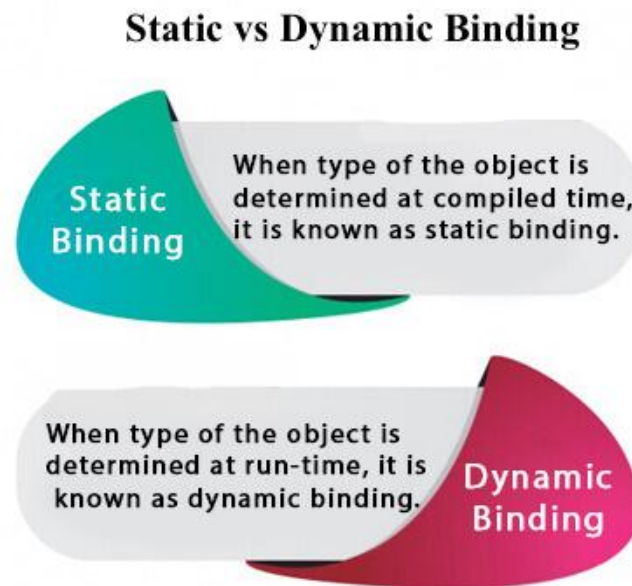 Static vs Dynamic Binding
Static
Binding
When type of the object is
determined at compiled time,
it is known as static binding.
When type of the object is
determined at run-time, it is
known as dynamic binding.
Dynamic
Binding